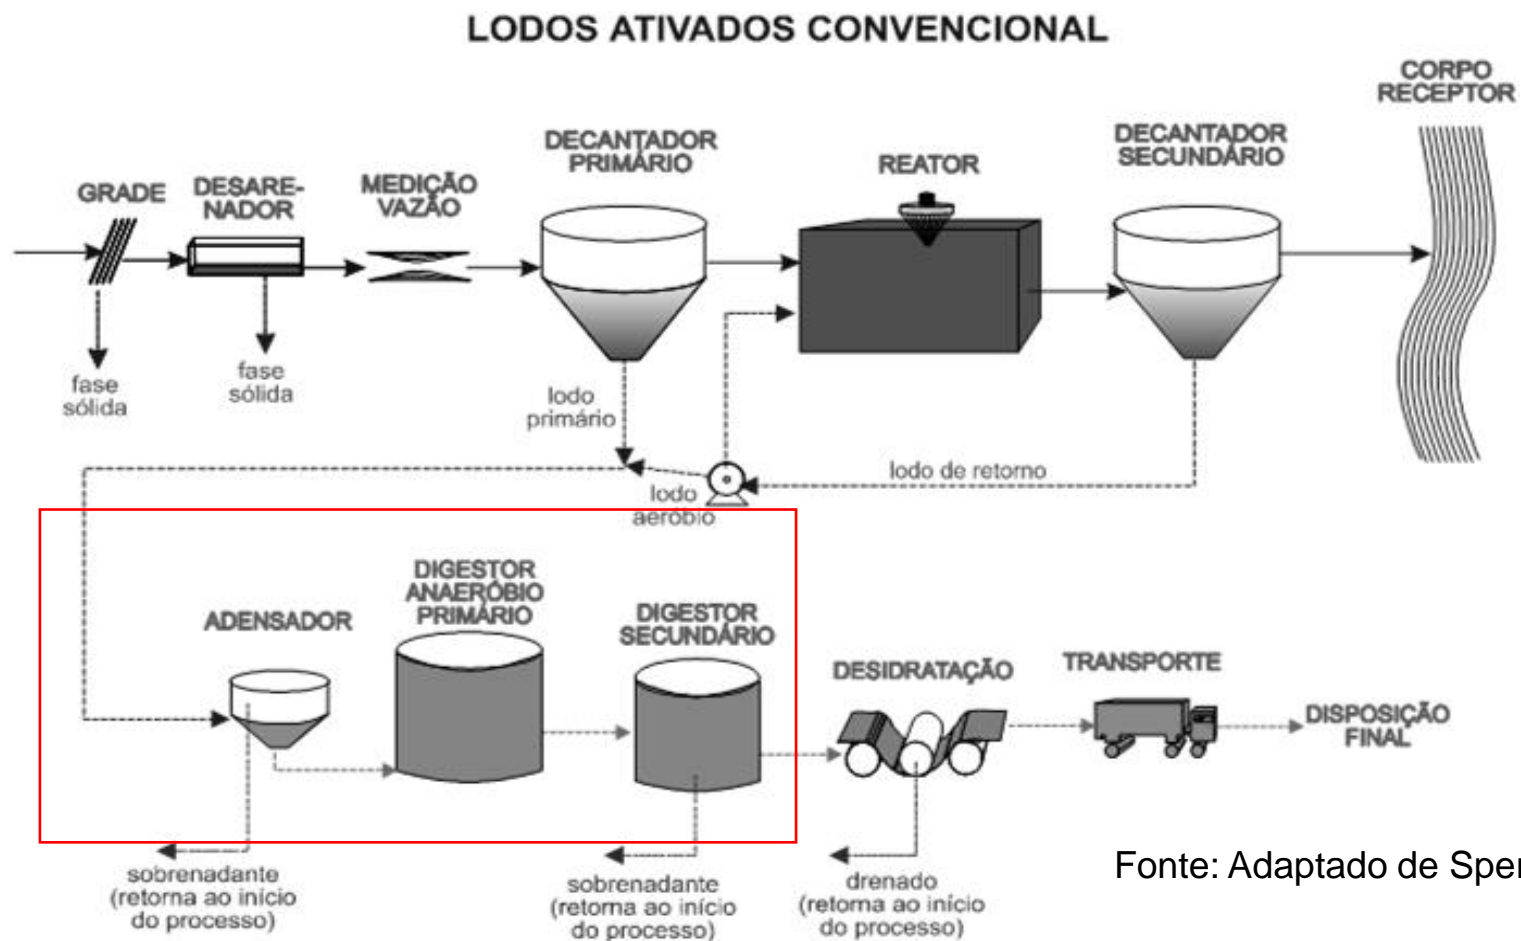 LODOS ATIVADOS CONVENCIONAL
CORPO
RECEPTOR
DECANTADOR
PRIMÁRIO
REATOR
DECANTADOR
SECUNDÁRIO
GRADE
DESARE-
NADOR
MEDIÇÃO
VAZÃO
fase
sólida
fase
sólida
lodo
primário
lodo de retorno
lodo
aeróbio
ADENSADOR
DIGESTOR
ANAERÓBIO
PRIMÁRIO
DIGESTOR
SECUNDÁRIO
DESIDRATAÇÃO
TRANSPORTE
DISPOSIÇÃO
FINAL
sobrenadante
(retorna ao início
do processo)
sobrenadante
(retorna ao início
do processo)
drenado
(retorna ao início
do processo)
Fonte: Adaptado de